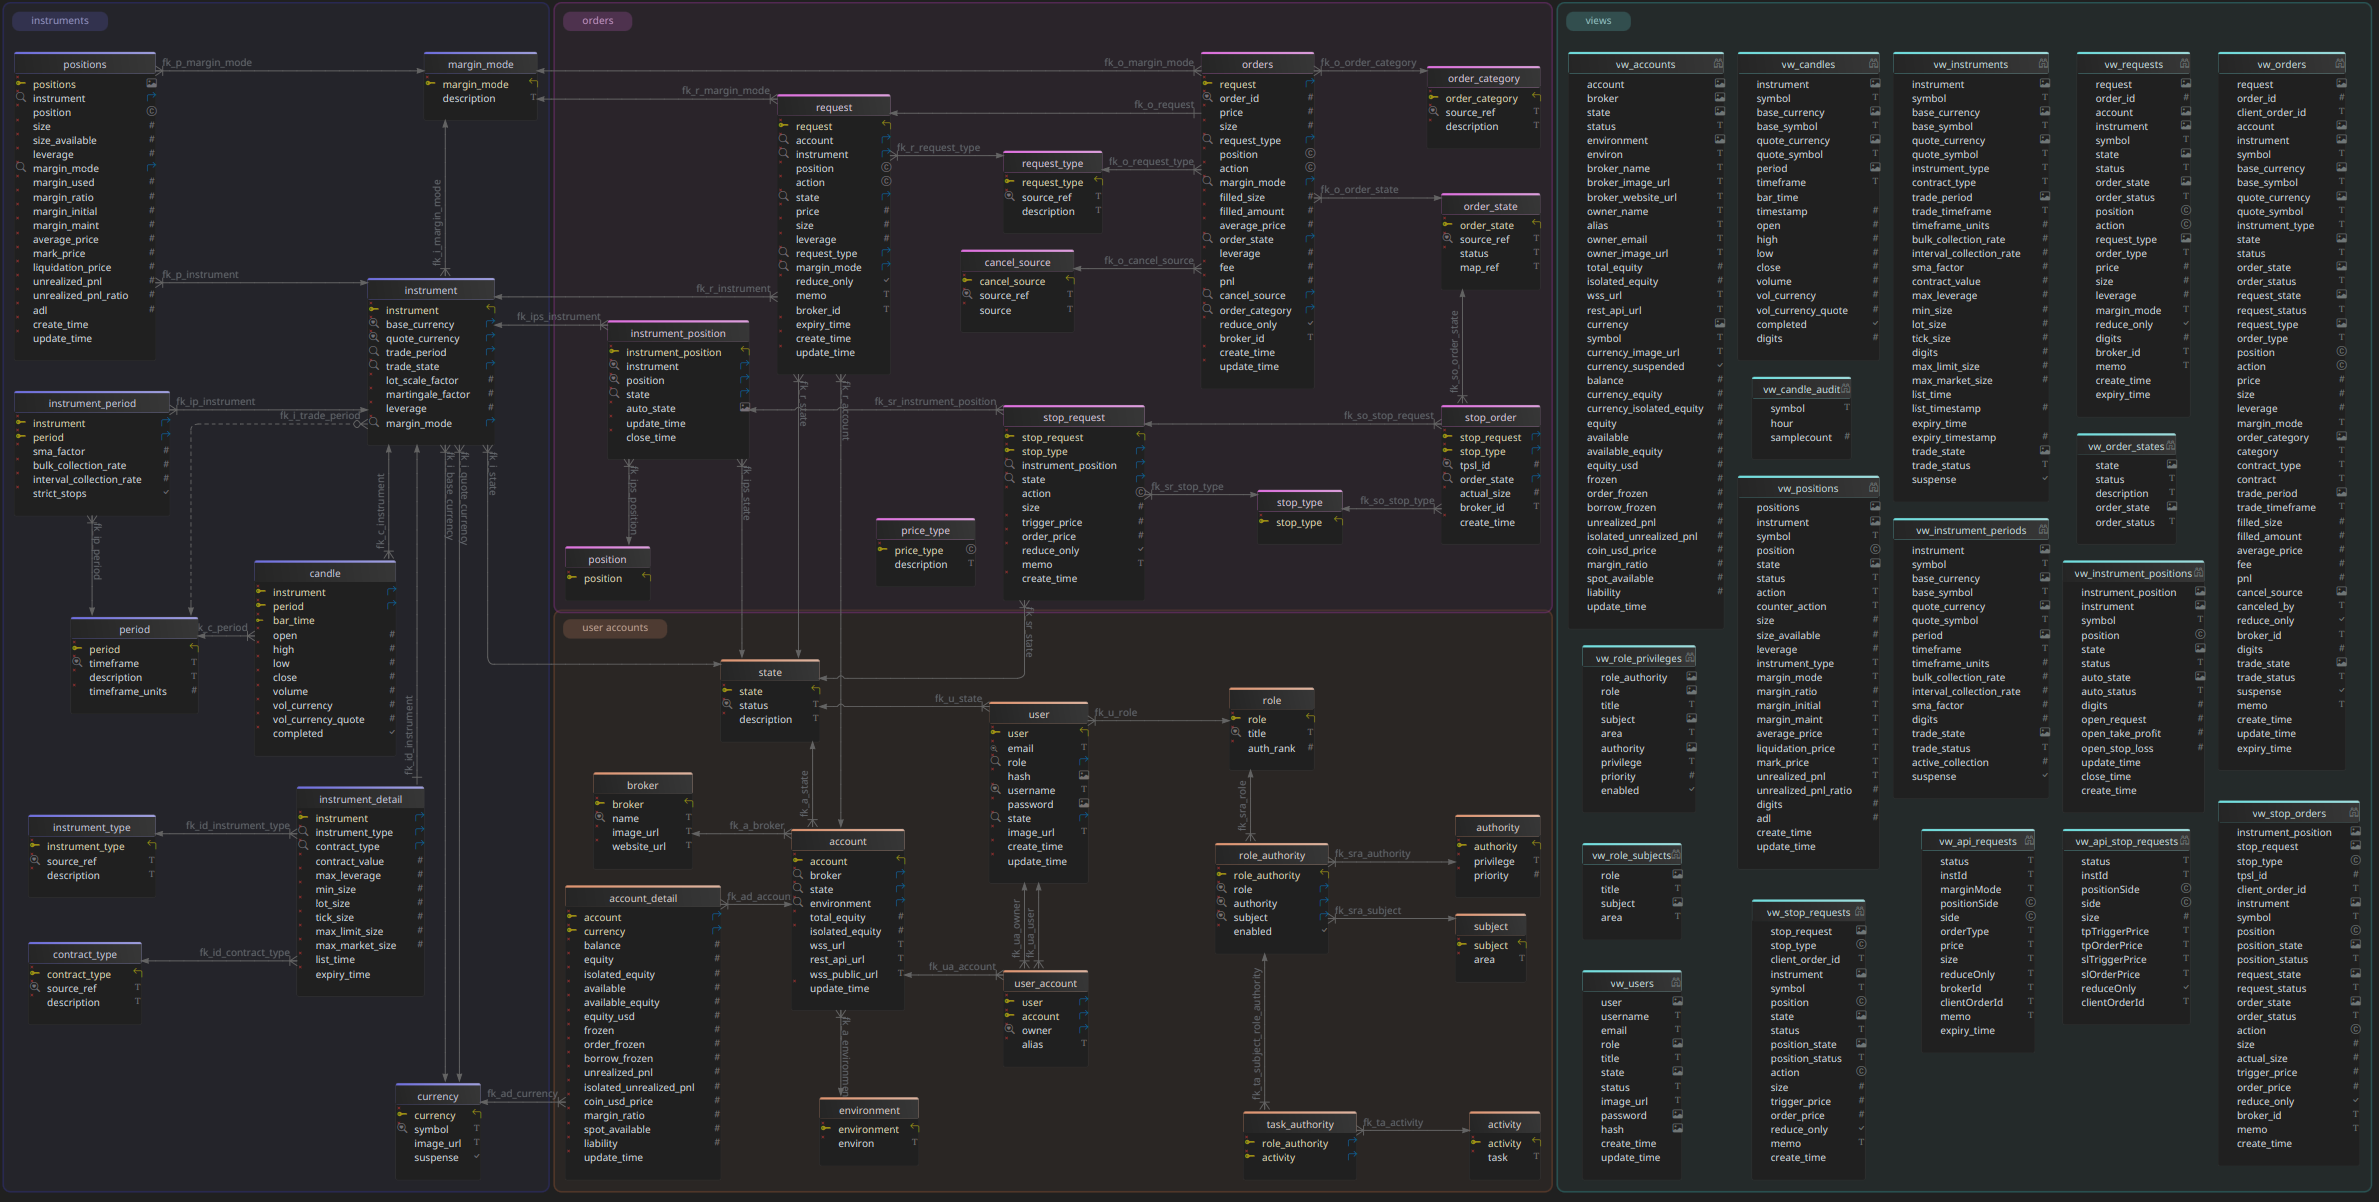 instruments
positions
positions
instrument
position
size
size_available
leverage
margin_mode
margin_used
margin_ratio
margin_initial
margin_maint
average_price
mark_price
liquidation_price
unrealized_pnl
unrealized_pnl_ratio
adl
create_time
update_time
fk_p_margin_mode
margin_mode
margin_mode
description
fk_i_margin_mode
fk_p_instrument
instrument
instrument
base_currency
quote_currency
trade_period
trade_state
lot_scale_factor
martingale_factor
leverage
margin_mode
instrument_period
instrument
period
sma_factor
bulk_collection_rate
interval_collection_rate
strict_stops
fk_ip_instrument
fk_i_trade_period
fk_ip_period
fk_c_instrument
fk_i_base_currency
fk_i_quote_currency
fk_i_state
period
period
timeframe
description
timeframe_units
k_c_period
candle
instrument
period
bar_time
open
high
low
close
volume
vol_currency
vol_currency_quote
completed
fk_id_instrument
instrument_type
instrument_type
source_ref
description
fk_id_instrument_type
instrument_detail
instrument
instrument_type
contract_type
contract_value
max_leverage
min_size
lot_size
tick_size
max_limit_size
max_market_size
list_time
expiry_time
contract_type
contract_type
source_ref
description
fk_id_contract_type
currency
currency
symbol
image_url
suspense
fk_ad_currency
orders
fk_o_margin_mode
fk_r_margin_mode
request
request
account
instrument
position
action
state
price
size
leverage
request_type
margin_mode
reduce_only
memo
broker_id
expiry_time
create_time
update_time
fk_o_request
fk_r_request_type
request_type
request_type
source_ref
description
fk_o_request_type
cancel_source
cancel_source
source_ref
source
fk_o_cancel_source
orders
request
order_id
price
size
request_type
position
action
margin_mode
filled_size
filled_amount
average_price
order_state
leverage
fee
pnl
cancel_source
order_category
reduce_only
broker_id
create_time
update_time
fk_o_order_category
order_category
order_category
source_ref
description
fk_o_order_state
order_state
order_state
source_ref
status
map_ref
fk_so_order_state
fk_r_instrument
fk_ips_instrument
instrument_position
instrument_position
instrument
position
state
auto_state
update_time
close_time
fk_ips_position
fk_ips_state
fk_r_state
fk_r_account
fk_sr_instrument_position
stop_request
stop_request
stop_type
instrument_position
state
action
size
trigger_price
order_price
reduce_only
memo
create_time
fk_so_stop_request
stop_order
stop_request
stop_type
tpsl_id
order_state
actual_size
broker_id
create_time
fk_sr_stop_type
stop_type
stop_type
fk_so_stop_type
price_type
price_type
description
position
position
fk_sr_state
user accounts
state
state
status
description
fk_u_state
fk_a_state
user
user
email
role
hash
username
password
state
image_url
create_time
update_time
fk_u_role
role
role
title
auth_rank
fk_sra_role
broker
broker
name
image_url
website_url
fk_a_broker
account
account
broker
state
environment
total_equity
isolated_equity
wss_url
rest_api_url
wss_public_url
update_time
account_detail
account
currency
balance
equity
isolated_equity
available
available_equity
equity_usd
frozen
order_frozen
borrow_frozen
unrealized_pnl
isolated_unrealized_pnl
coin_usd_price
margin_ratio
spot_available
liability
update_time
fk_ad_accoun
fk_ua_owner
fk_ua_user
fk_ua_account
user_account
user
account
owner
alias
k_a_environmen
environment
environment
environ
role_authority
role_authority
role
authority
subject
enabled
fk_sra_authority
authority
authority
privilege
priority
fk_sra_subject
subject
subject
area
fk_ta_subject_role_authority
task_authority
role_authority
activity
fk_ta_activity
activity
activity
task
views
vw_accounts
account
broker
state
status
environment
environ
broker_name
broker_image_url
broker_website_url
owner_name
alias
owner_email
owner_image_url
total_equity
isolated_equity
wss_url
rest_api_url
currency
symbol
currency_image_url
currency_suspended
balance
currency_equity
currency_isolated_equity
equity
available
available_equity
equity_usd
frozen
order_frozen
borrow_frozen
unrealized_pnl
isolated_unrealized_pnl
coin_usd_price
margin_ratio
spot_available
liability
update_time
vw_role_privileges
role_authority
role
title
subject
area
authority
privilege
priority
enabled
vw_role_subjects
role
title
subject
area
vw_users
user
username
email
role
title
state
status
image_url
password
hash
create_time
update_time
vw_candles
instrument
symbol
base_currency
base_symbol
quote_currency
quote_symbol
period
timeframe
bar_time
timestamp
open
high
low
close
volume
vol_currency
vol_currency_quote
completed
digits
vw_candle_audit
symbol
hour
samplecount
vw_positions
positions
instrument
symbol
position
state
status
action
counter_action
size
size_available
leverage
instrument_type
margin_mode
margin_ratio
margin_initial
margin_maint
average_price
liquidation_price
mark_price
unrealized_pnl
unrealized_pnl_ratio
digits
adl
create_time
update_time
vw_stop_requests
stop_request
stop_type
client_order_id
instrument
symbol
position
state
status
position_state
position_status
action
size
trigger_price
order_price
reduce_only
memo
create_time
vw_instruments
instrument
symbol
base_currency
base_symbol
quote_currency
quote_symbol
instrument_type
contract_type
trade_period
trade_timeframe
timeframe_units
bulk_collection_rate
interval_collection_rate
sma_factor
contract_value
max_leverage
min_size
lot_size
tick_size
digits
max_limit_size
max_market_size
list_time
list_timestamp
expiry_time
expiry_timestamp
trade_state
trade_status
suspense
vw_instrument_periods
instrument
symbol
base_currency
base_symbol
quote_currency
quote_symbol
period
timeframe
timeframe_units
bulk_collection_rate
interval_collection_rate
sma_factor
digits
trade_state
trade_status
active_collection
suspense
vw_api_requests
status
instId
marginMode
positionSide
side
orderType
price
size
reduceOnly
brokerId
clientOrderId
memo
expiry_time
vw_requests
request
order_id
account
instrument
symbol
state
status
order_state
order_status
position
action
request_type
order_type
price
size
leverage
margin_mode
reduce_only
digits
broker_id
memo
create_time
expiry_time
vw_order_states
state
status
description
order_state
order_status
vw_instrument_positions
instrument_position
instrument
symbol
position
state
status
auto_state
auto_status
digits
open_request
open_take_profit
open_stop_loss
update_time
close_time
create_time
vw_api_stop_requests
status
instId
positionSide
side
size
tpTriggerPrice
tpOrderPrice
slTriggerPrice
slOrderPrice
reduceOnly
clientOrderId
vw_orders
request
order_id
client_order_id
account
instrument
symbol
base_currency
base_symbol
quote_currency
quote_symbol
instrument_type
state
status
order_state
order_status
request_state
request_status
request_type
order_type
position
action
price
size
leverage
margin_mode
order_category
category
contract_type
contract
trade_period
trade_timeframe
filled_size
filled_amount
average_price
fee
pnl
cancel_source
canceled_by
reduce_only
broker_id
digits
trade_state
trade_status
suspense
memo
create_time
update_time
expiry_time
vw_stop_orders
instrument_position
stop_request
stop_type
tpsl_id
client_order_id
instrument
symbol
position
position_state
position_status
request_state
request_status
order_state
order_status
action
size
actual_size
trigger_price
order_price
reduce_only
broker_id
memo
create_time